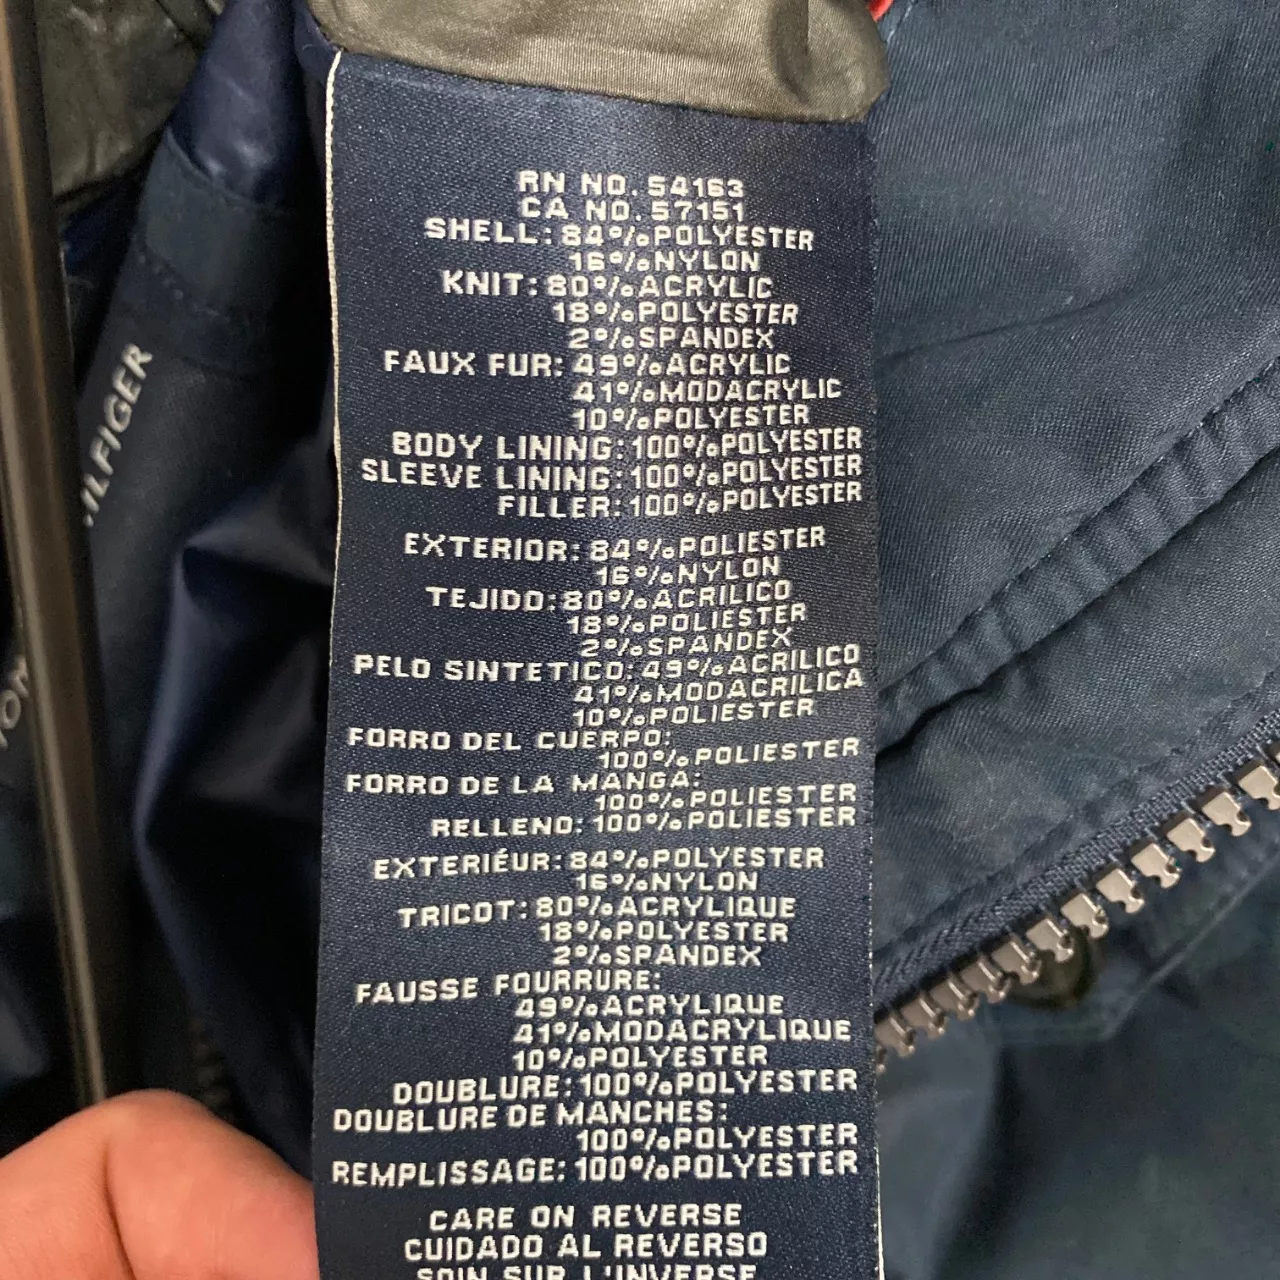 RN NO. 54163
CA NO. 57151
SHELL: 84%POLYESTER
16%NYLON
KNIT: 80%ACRYLIC
18%POLYESTER
2%SPANDEX
FAUX FUR: 49%ACRYLIC
41%MODACRYLIC
10%POLYESTER
BODY LINING: 100%POLYESTER
SLEEVE LINING: 100%POLYESTER
FILLER: 100%POLYESTER
EXTERIOR: 84%POLIESTER
16%NYLON
TEJIDO: 80%ACRILICO
18%POLIESTER
2%SPANDEX
PELO SINTETICO: 49%ACRILICO
41%MODACRILICA
10%POLIESTER
FORRO DEL CUERPO:
100%POLIESTER
FORRO DE LA MANGA:
100%POLIESTER
RELLENO: 100%POLIESTER
EXTERIÉUR: 84%POLYESTER
16%NYLON
TRICOT: 80%ACRYLIQUE
18%POLYESTER
2%SPANDEX
FAUSSE FOURRURE:
49%ACRYLIQUE
41%MODACRYLIQUE
10%POLYESTER
DOUBLURE: 100%POLYESTER
DOUBLURE DE MANCHES:
100%POLYESTER
REMPLISSAGE: 100%POLYESTER
CARE ON REVERSE
CUIDADO AL REVERSO
SOIN SUR L'INVERSE
HILFIGER